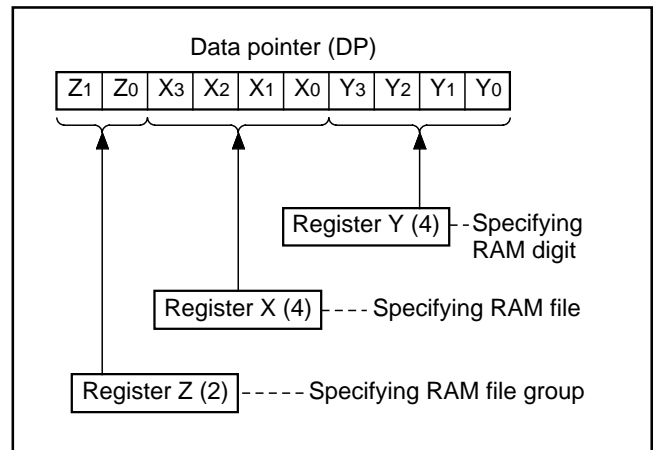 Data pointer (DP)
Z1 Z0 X3 X2 X1 X0 Y3 Y2 Y1 Y0
Register Y (4) Specifying
RAM digit
Register X (4) Specifying RAM file
Register Z (2) Specifying RAM file group